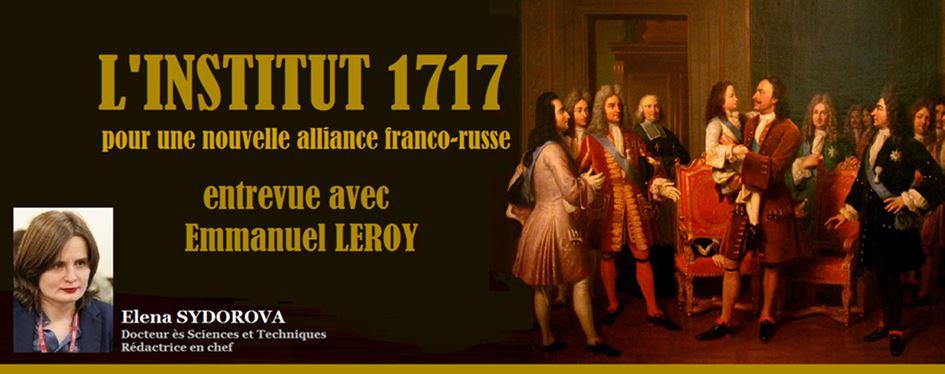 L'INSTITUT 1717
pour une nouvelle alliance franco-russe
entrevue avec
Emmanuel LEROY
Elena SYDOROVA
Docteur ès Sciences et Techniques
Rédactrice en chef